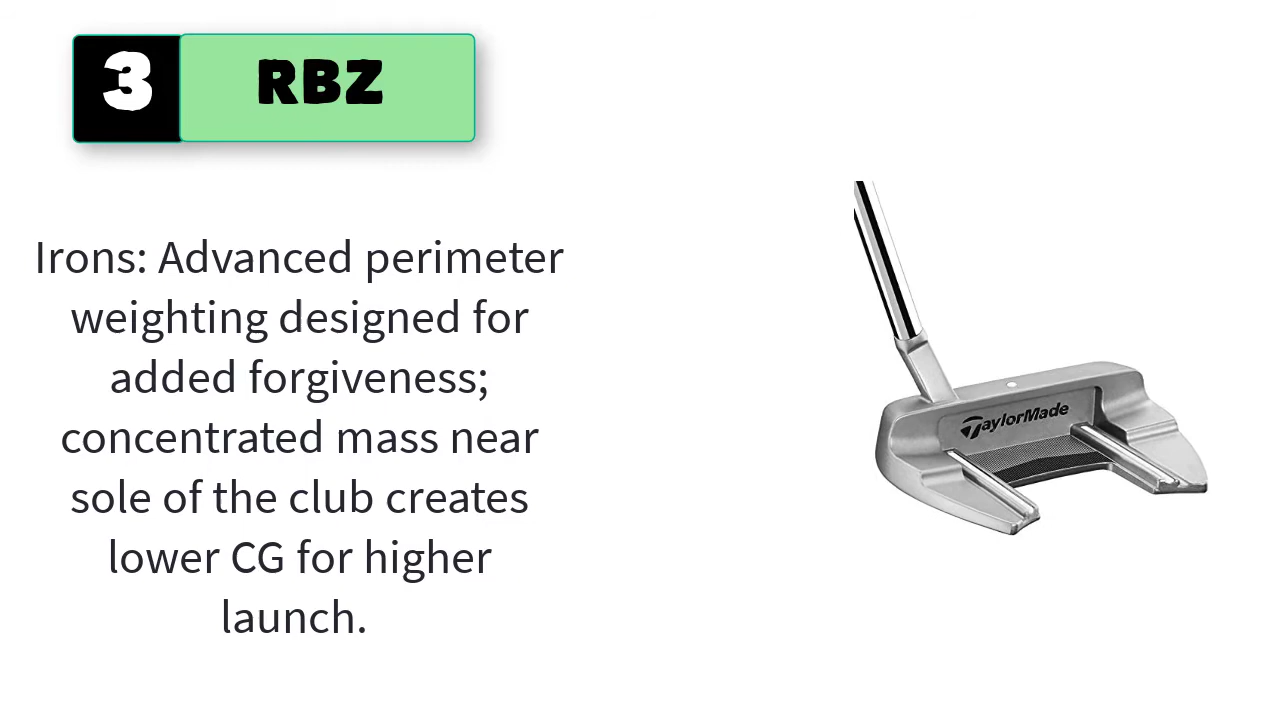 3 RBZ
Irons: Advanced perimeter
weighting designed for
added forgiveness;
concentrated mass near
sole of the club creates
lower CG for higher
launch.
TaylorMade